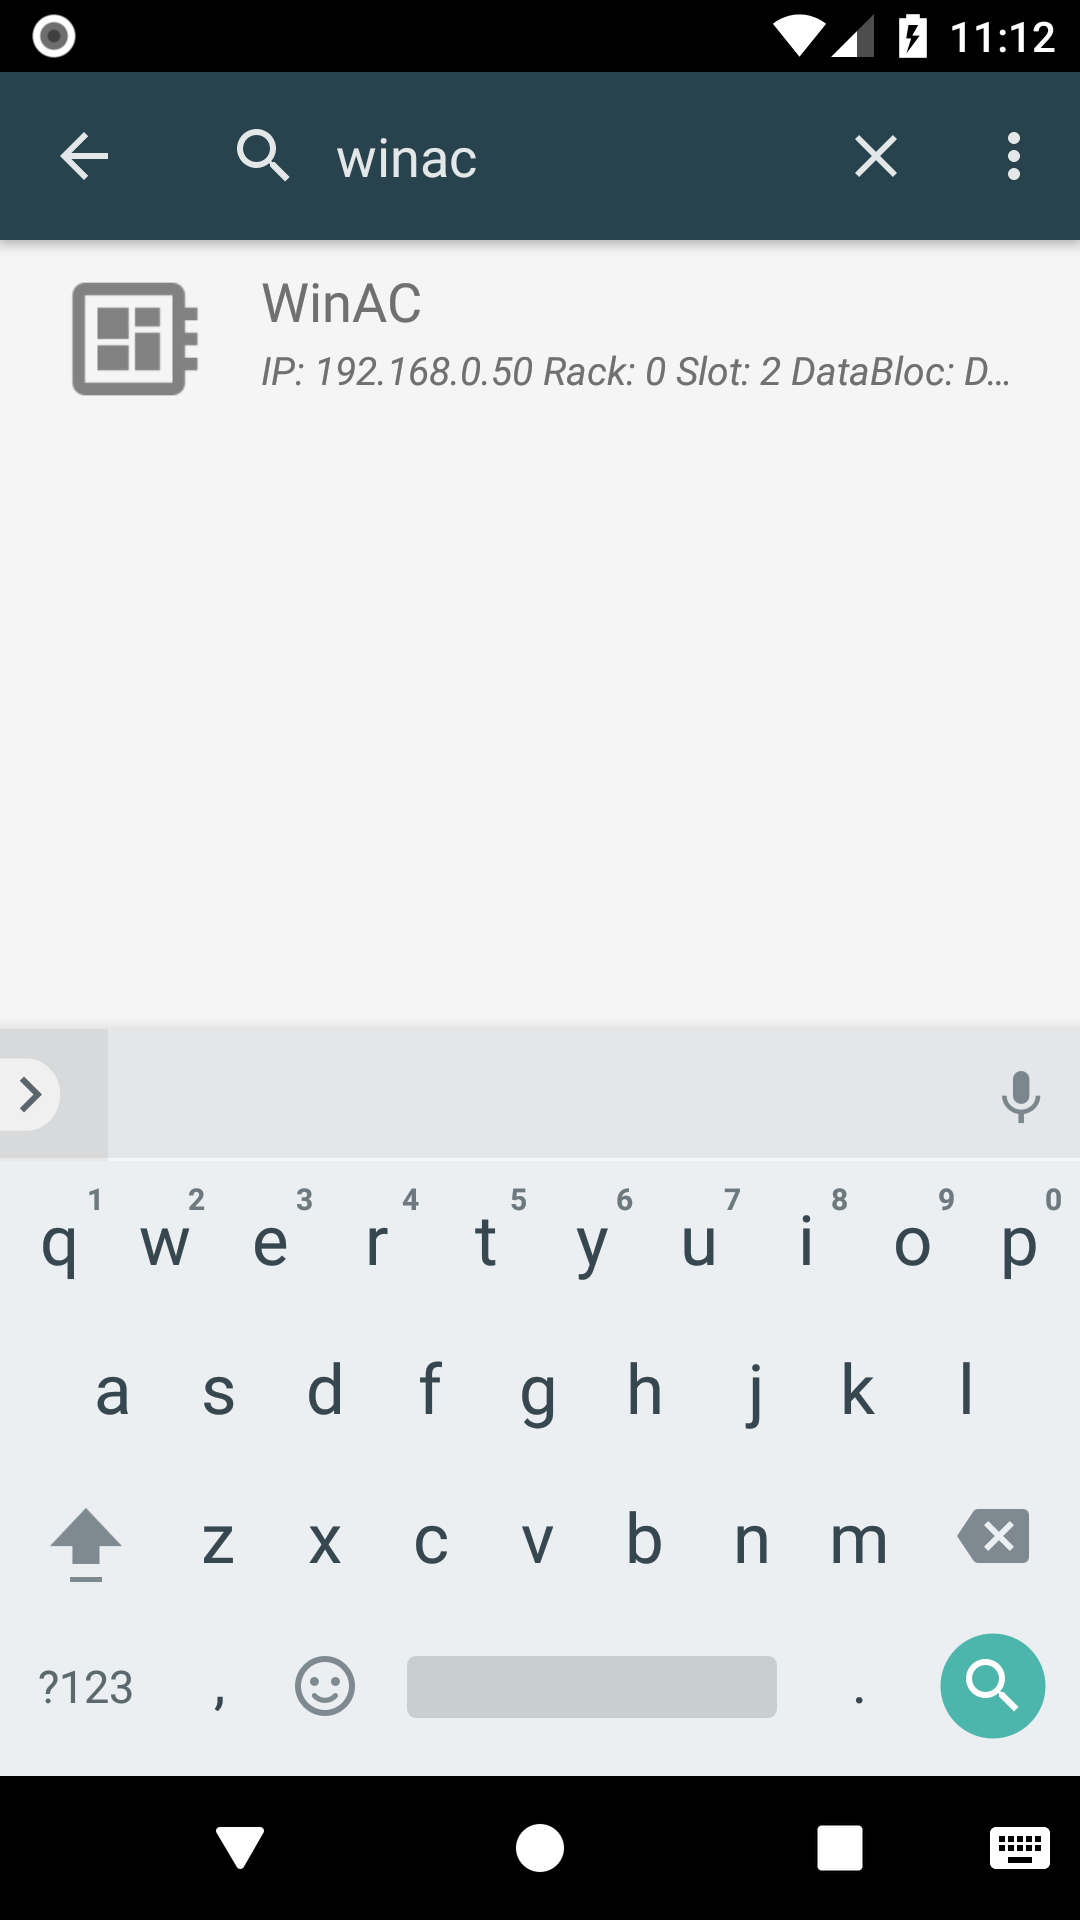 11:12
winac
WinAC
IP: 192.168.0.50 Rack: 0 Slot: 2 DataBloc: D...
1 2 3 4 5 6 7 8 9 0
q w e r t y u i o p
a s d f g h j k l
z x c v b n m
?123 , .